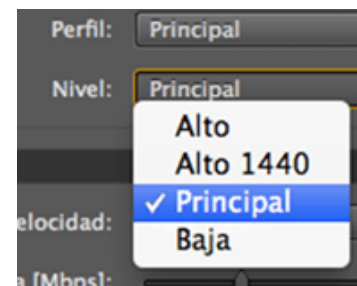 Perfil: Principal
Nivel: Principal
Alto
Alto 1440
✓ Principal
elocidad:
Baja
a [Mbps]: